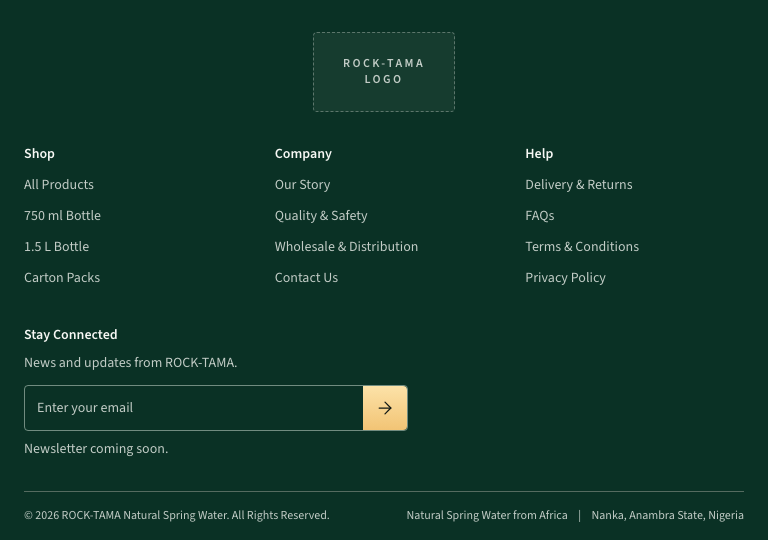 ROCK-TAMA
LOGO
Shop
All Products
750 ml Bottle
1.5 L Bottle
Carton Packs
Company
Our Story
Quality & Safety
Wholesale & Distribution
Contact Us
Help
Delivery & Returns
FAQs
Terms & Conditions
Privacy Policy
Stay Connected
News and updates from ROCK-TAMA.
Enter your email
Newsletter coming soon.
© 2026 ROCK-TAMA Natural Spring Water. All Rights Reserved.
Natural Spring Water from Africa | Nanka, Anambra State, Nigeria